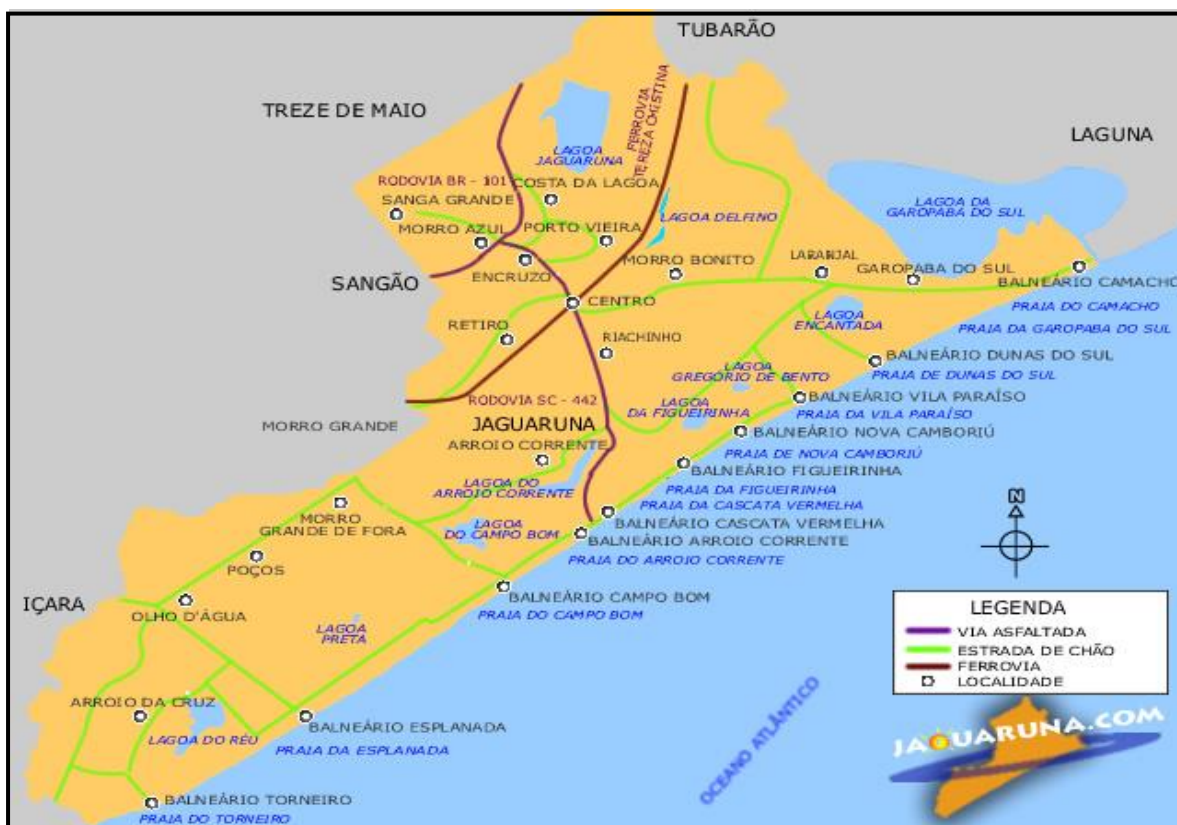 TUBARÃO
TREZE DE MAIO
FERROVIA
TEREZA CHISTINA
LAGUNA
LAGOA
JAGUARUNA
RODOVIA BR - 101
COSTA DA LAGOA
SANGA GRANDE
LAGOA DA
GAROPABA DO SUL
LAGOA DELFINO
MORRO AZUL
PORTO VIEIRA
ENCRUZO
MORRO BONITO
LARANJAL
GAROPABA DO SUL
BALNEÁRIO CAMACHO
SANGÃO
CENTRO
PRAIA DO CAMACHO
LAGOA
ENCANTADA
PRAIA DA GAROPABA DO SUL
RETIRO
RIACHINHO
BALNEÁRIO DUNAS DO SUL
LAGOA
GREGÓRIO DE BENTO
PRAIA DE DUNAS DO SUL
RODOVIA SC - 442
BALNEÁRIO VILA PARAÍSO
LAGOA
DA FIGUEIRINHA
PRAIA DA VILA PARAÍSO
JAGUARUNA
MORRO GRANDE
BALNEÁRIO NOVA CAMBORIÚ
ARROIO CORRENTE
PRAIA DE NOVA CAMBORIÚ
BALNEÁRIO FIGUEIRINHA
LAGOA DO
ARROIO CORRENTE
PRAIA DA FIGUEIRINHA
PRAIA DA CASCATA VERMELHA
MORRO
GRANDE DE FORA
LAGOA
DO CAMPO BOM
BALNEÁRIO CASCATA VERMELHA
BALNEÁRIO ARROIO CORRENTE
PRAIA DO ARROIO CORRENTE
N
POÇOS
IÇARA
OLHO D'ÁGUA
BALNEÁRIO CAMPO BOM
PRAIA DO CAMPO BOM
LAGOA
PRETA
LEGENDA
VIA ASFALTADA
ESTRADA DE CHÃO
FERROVIA
LOCALIDADE
ARROIO DA CRUZ
BALNEÁRIO ESPLANADA
LAGOA DO RÉU
PRAIA DA ESPLANADA
OCEANO ATLÂNTICO
JAGUARUNA.COM
BALNEÁRIO TORNEIRO
PRAIA DO TORNEIRO